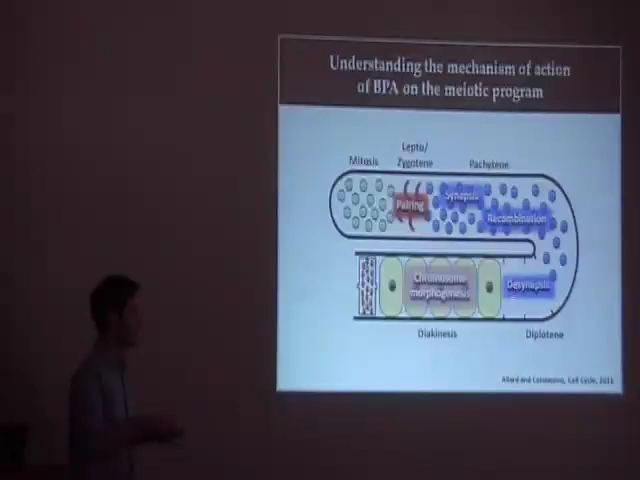 Understanding the mechanism of action
of BPA on the meiotic program
Lepto/
Mitosis Zygotene Pachytene
Pairing Synapsis
Recombination
Chromosome
morphogenesis
Desynapsis
Diakinesis Diplotene
Allard and Colaiácovo, Cell Cycle, 2011